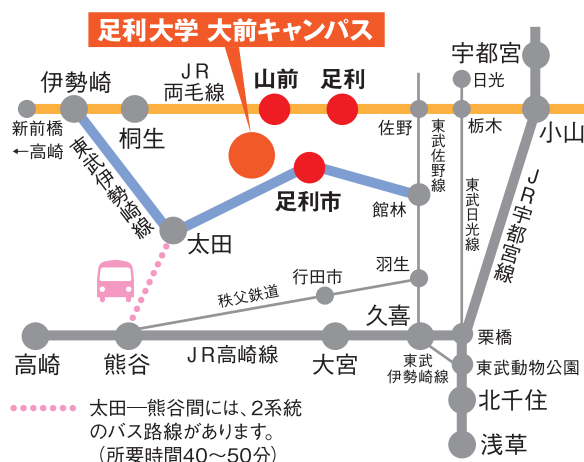 足利大学 大前キャンパス
宇都宮
伊勢崎
JR
両毛線
山前
足利
日光
新前橋
←高崎
桐生
佐野
栃木
小山
東武伊勢崎線
東武佐野線
東武日光線
JR宇都宮線
足利市
館林
太田
羽生
行田市
秩父鉄道
久喜
栗橋
高崎
熊谷
JR高崎線
大宮
東武
伊勢崎線
東武動物公園
北千住
浅草
太田―熊谷間には、2系統
のバス路線があります。
（所要時間40〜50分）